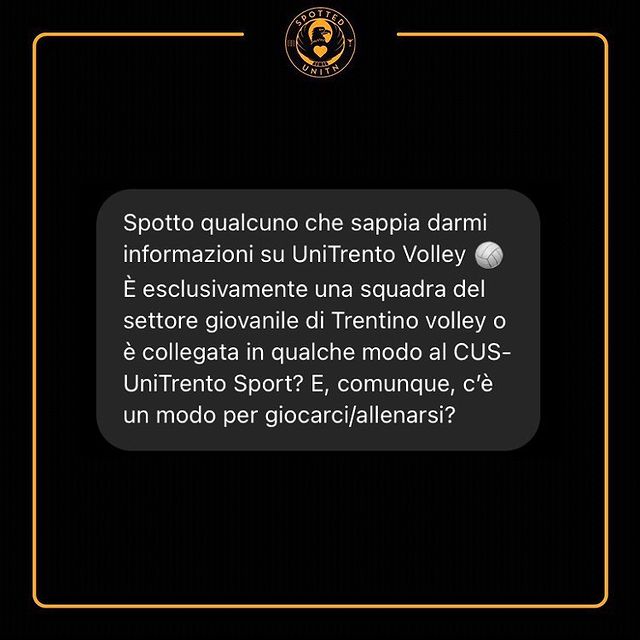 SPOTTED
UNITN
Spotto qualcuno che sappia darmi
informazioni su UniTrento Volley 🏐
È esclusivamente una squadra del
settore giovanile di Trentino volley o
è collegata in qualche modo al CUS-
UniTrento Sport? E, comunque, c’è
un modo per giocarci/allenarsi?